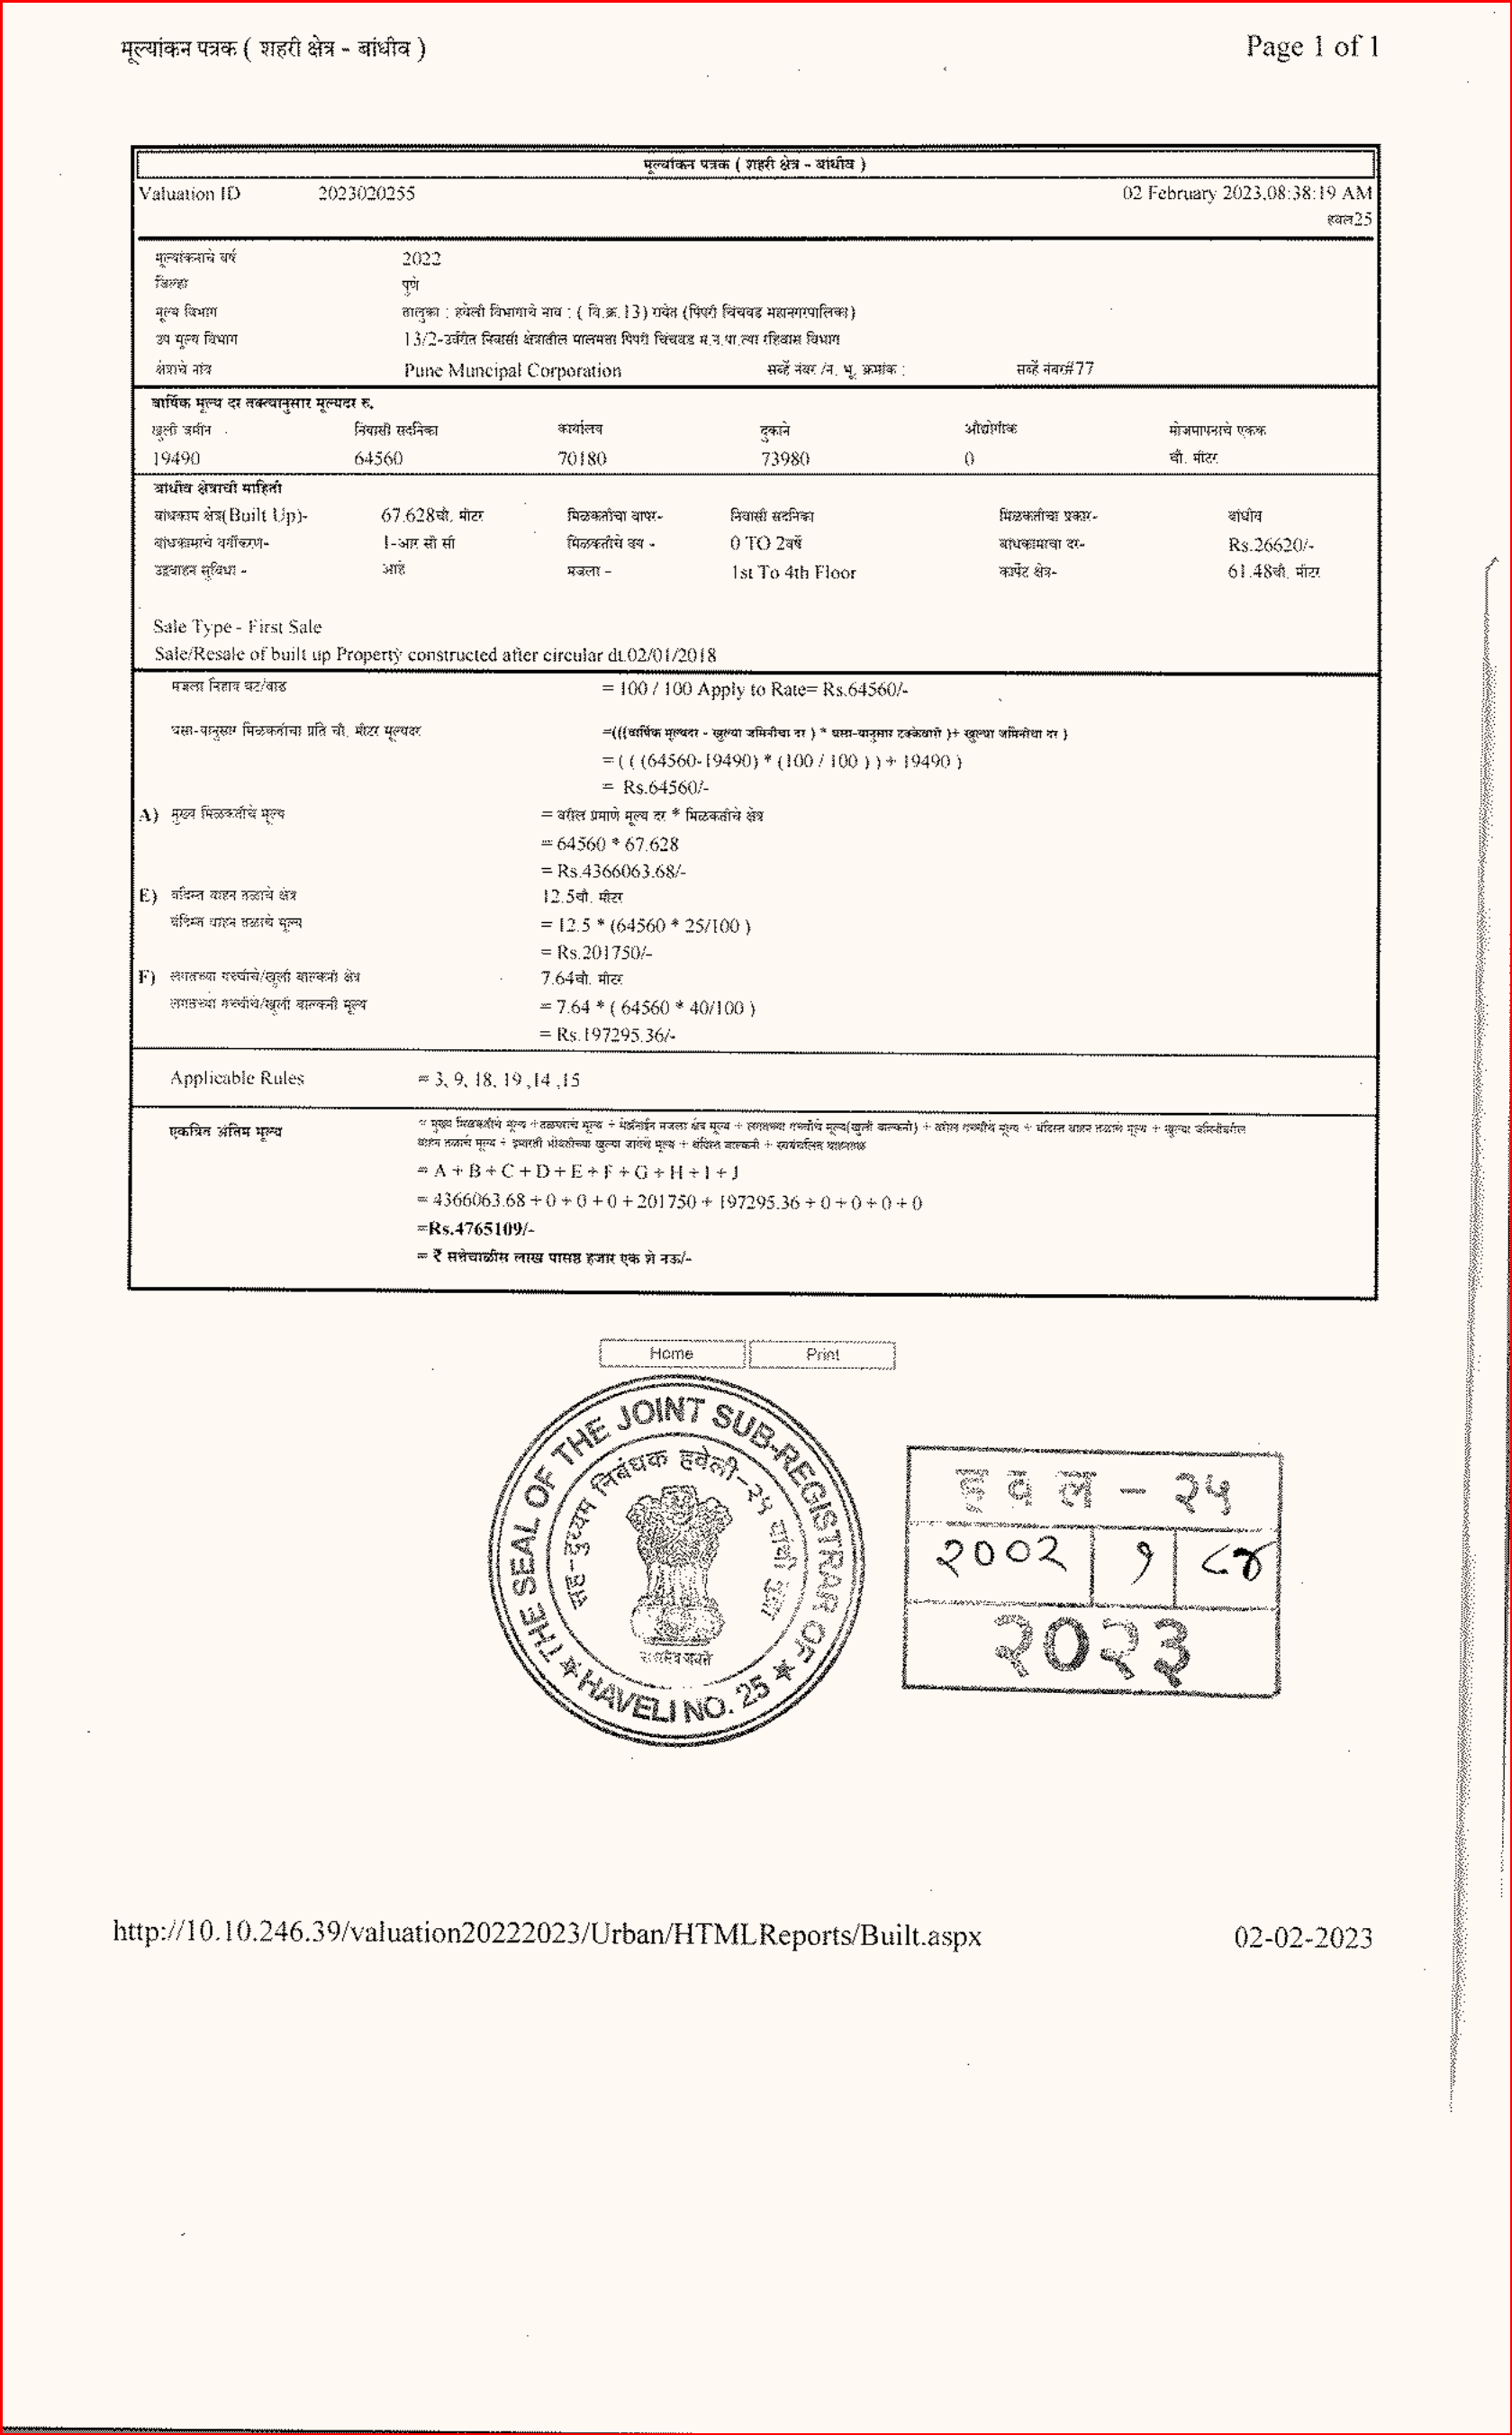 मूल्यांकन पत्रक ( शहरी क्षेत्र - बांधीव )
Page 1 of 1
मूल्यांकन पत्रक ( शहरी क्षेत्र - बांधीव )
Valuation ID 2023020255 02 February 2023,08:38:19 AM
हवल25
मूल्यांकनाचे वर्ष 2022
जिल्हा पुणे
मूल्य विभाग तालुका : हवेली विभागाचे नाव : ( वि.क्र.13) रावेत (पिंपरी चिंचवड महानगरपालिका)
उप मूल्य विभाग 13/2-उर्वरीत निवासी क्षेत्रातील मालमत्ता पिंपरी चिंचवड म.न.पा.त्या रहिवास विभाग
क्षेत्राचे नांव Pune Muncipal Corporation सर्व्हे नंबर /न. भू. क्रमांक : सर्व्हे नंबर#77
वार्षिक मूल्य दर तक्त्यानुसार मूल्यदर रु.
खुली जमीन निवासी सदनिका कार्यालय दुकाने औद्योगीक मोजमापनाचे एकक
19490 64560 70180 73980 0 चौ. मीटर
बांधीव क्षेत्राची माहिती
बांधकाम क्षेत्र(Built Up)- 67.628चौ. मीटर मिळकतीचा वापर- निवासी सदनिका मिळकतीचा प्रकार- बांधीव
बांधकामाचे वर्गीकरण- 1-आर सी सी मिळकतीचे वय - 0 TO 2वर्षे बांधकामाचा दर- Rs.26620/-
उद्ववाहन सुविधा - आहे मजला - 1st To 4th Floor कार्पेट क्षेत्र- 61.48चौ. मीटर
Sale Type - First Sale
Sale/Resale of built up Property constructed after circular dt.02/01/2018
मजला निहाय घट/वाढ = 100 / 100 Apply to Rate= Rs.64560/-
घसा-यानुसार मिळकतीचा प्रति चौ. मीटर मूल्यदर =(((वार्षिक मूल्यदर - खुल्या जमिनीचा दर ) * घसा-यानुसार टक्केवारी )+ खुल्या जमिनीचा दर )
= ( ( (64560-19490) * (100 / 100 ) ) + 19490 )
= Rs.64560/-
A) मुख्य मिळकतीचे मूल्य = वरील प्रमाणे मूल्य दर * मिळकतीचे क्षेत्र
= 64560 * 67.628
= Rs.4366063.68/-
E) बंदिस्त वाहन तळाचे क्षेत्र 12.5चौ. मीटर
बंदिस्त वाहन तळाचे मूल्य = 12.5 * (64560 * 25/100 )
= Rs.201750/-
F) लगतच्या गच्चीचे/खुली बाल्कनी क्षेत्र 7.64चौ. मीटर
लगतच्या गच्चीचे/खुली बाल्कनी मूल्य = 7.64 * ( 64560 * 40/100 )
= Rs.197295.36/-
Applicable Rules = 3, 9, 18, 19 ,14 ,15
एकत्रित अंतिम मूल्य = मुख्य मिळकतीचे मूल्य +तळघराचे मूल्य + मेझॅनाईन मजला क्षेत्र मूल्य + लगतच्या गच्चीचे मूल्य(खुली बाल्कनी) + वरील गच्चीचे मूल्य + बंदिस्त वाहन तळाचे मूल्य + खुल्या जमिनीवरील
वाहन तळाचे मूल्य + इमारती भोवतीच्या खुल्या जागेचे मूल्य + बंदिस्त बाल्कनी + स्वयंचलित वाहनतळ
= A + B + C + D + E + F + G + H + I + J
= 4366063.68 + 0 + 0 + 0 + 201750 + 197295.36 + 0 + 0 + 0 + 0
=Rs.4765109/-
= ₹ सत्तेचाळीस लाख पासष्ठ हजार एक शे नऊ/-
Home Print
THE SEAL OF THE JOINT SUB-REGISTRAR OF
HAVELI NO. 25
सह-दुय्यम निबंधक हवेली-२५ यांची मुद्रा
सत्यमेव जयते
ह व ल - २५
२००२ १ ८४
२०२३
http://10.10.246.39/valuation20222023/Urban/HTMLReports/Built.aspx 02-02-2023